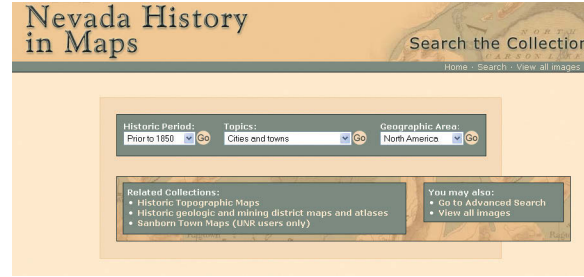 Nevada History
in Maps
Search the Collection
Home · Search · View all images
Historic Period:
Prior to 1850
Go
Topics:
Cities and towns
Go
Geographic Area:
North America
Go
Related Collections:
• Historic Topographic Maps
• Historic geologic and mining district maps and atlases
• Sanborn Town Maps (UNR users only)
You may also:
• Go to Advanced Search
• View all images